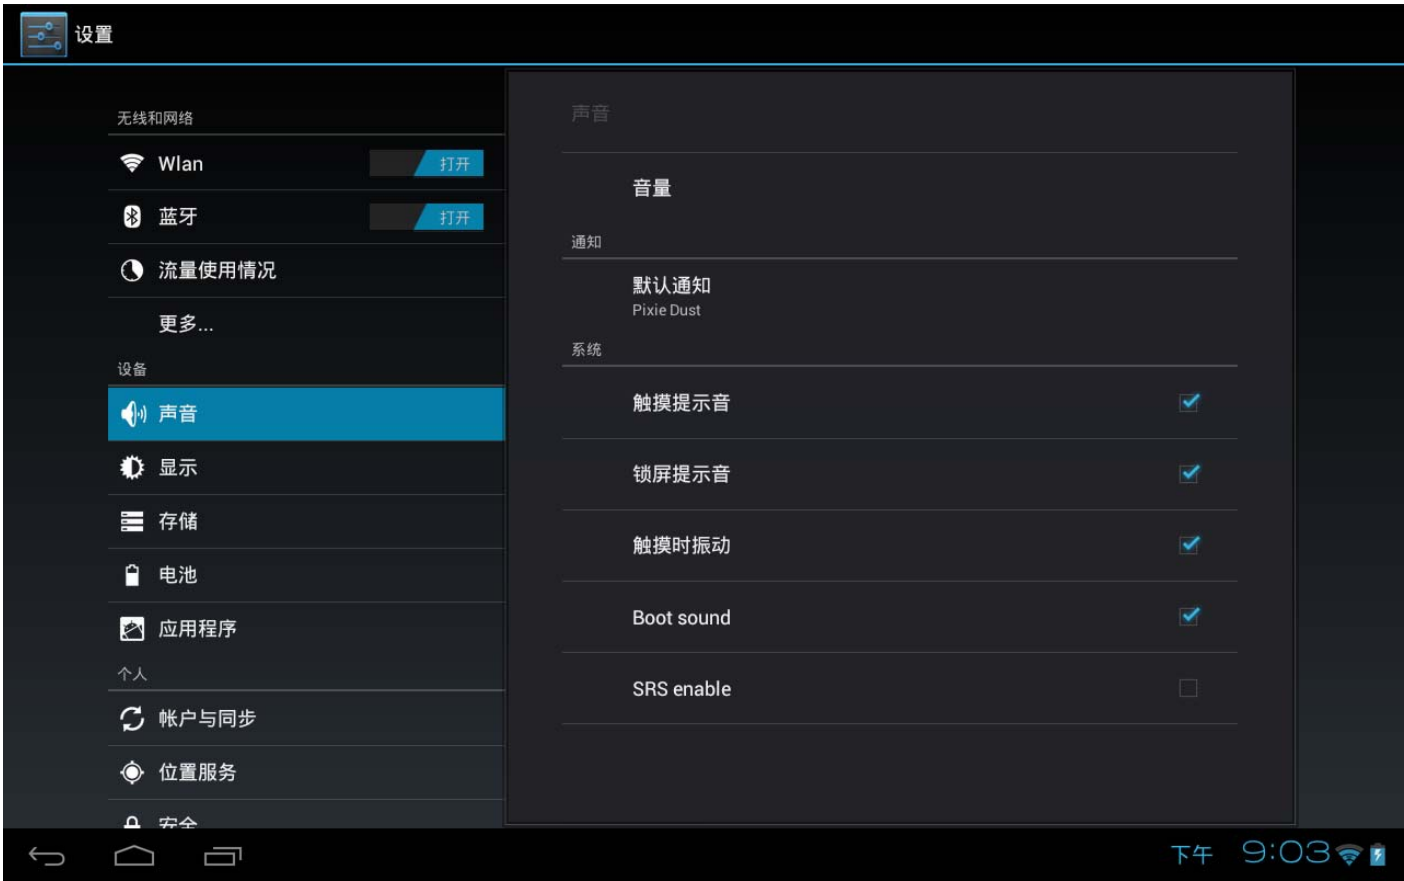 设置
无线和网络
Wlan 打开
蓝牙 打开
流量使用情况
更多...
设备
声音
显示
存储
电池
应用程序
个人
帐户与同步
位置服务
安全
声音
音量
通知
默认通知
Pixie Dust
系统
触摸提示音
锁屏提示音
触摸时振动
Boot sound
SRS enable
下午 9:03